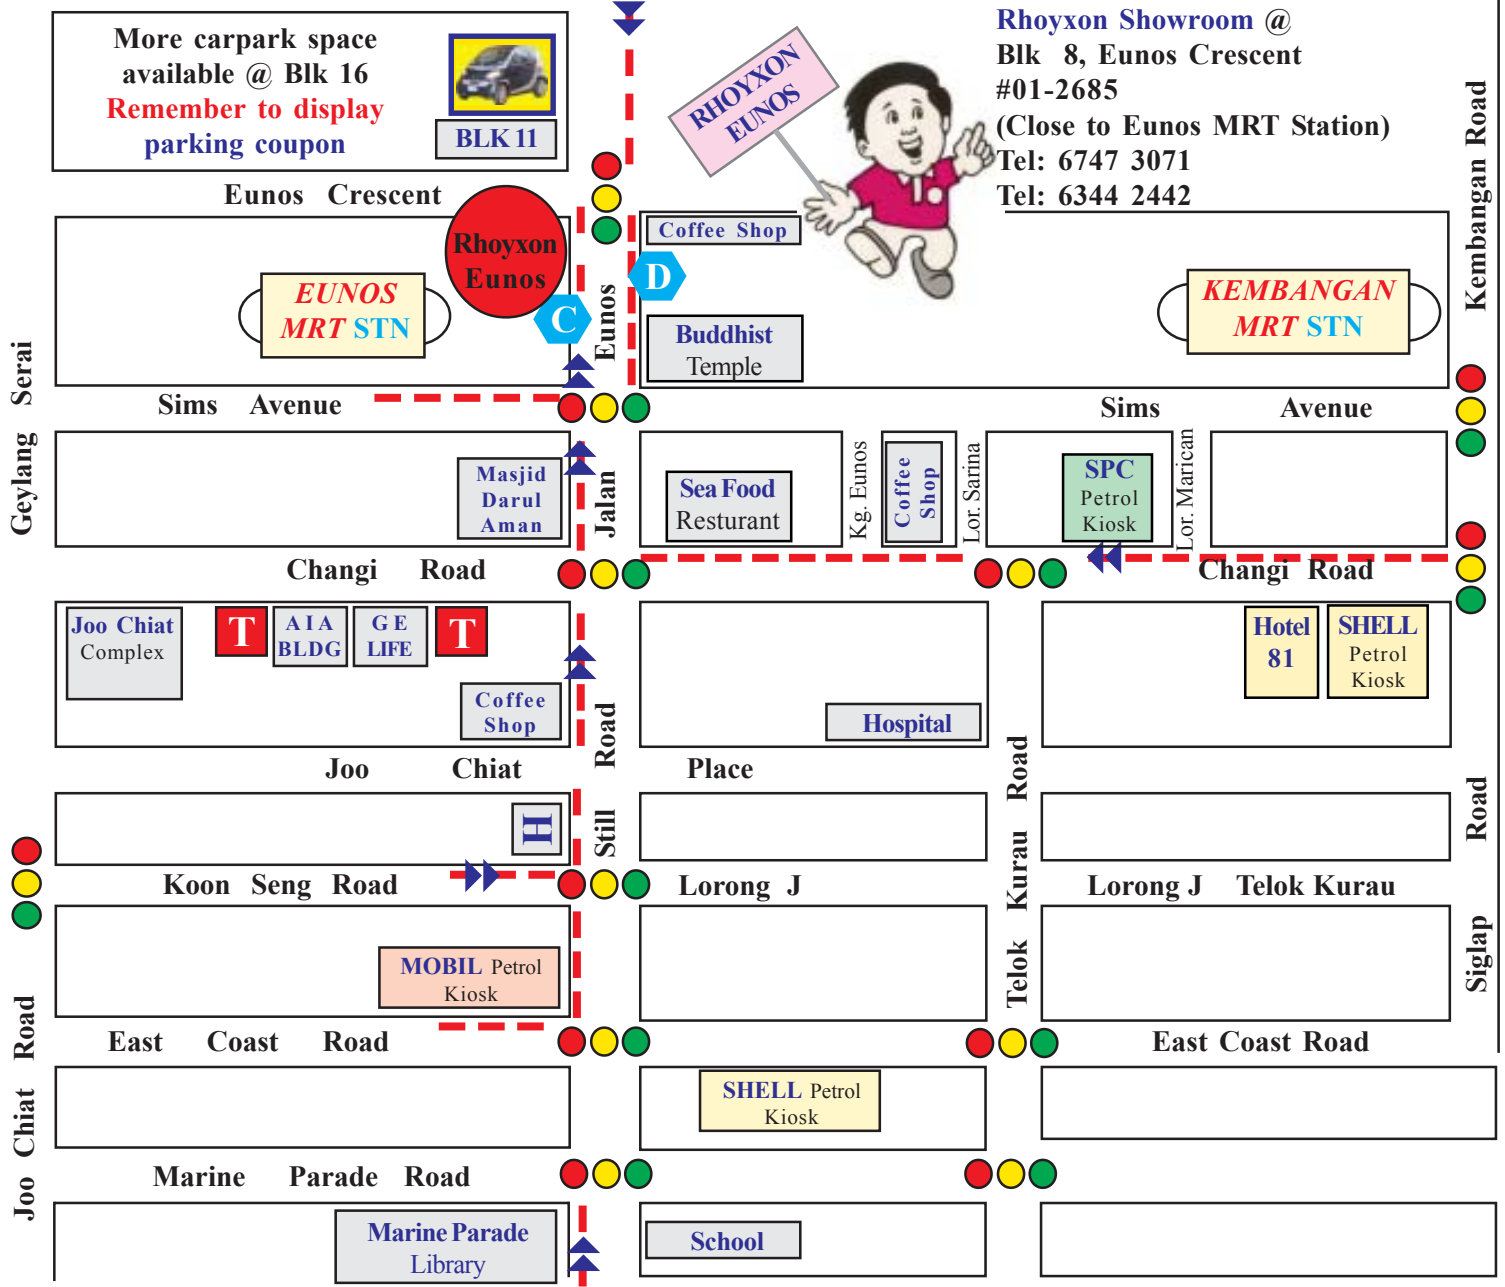 More carpark space
available @ Blk 16
Remember to display
parking coupon
BLK 11
RHOYXON
EUNOS
Rhoyxon Showroom @
Blk 8, Eunos Crescent
#01-2685
(Close to Eunos MRT Station)
Tel: 6747 3071
Tel: 6344 2442
Kembangan Road
Eunos Crescent
Rhoyxon
Eunos
EUNOS
MRT STN
C
D
Coffee Shop
Buddhist
Temple
KEMBANGAN
MRT STN
Geylang Serai
Jalan Eunos
Sims Avenue
Sims Avenue
Masjid
Darul
Aman
Sea Food
Resturant
Kg. Eunos
Coffee
Shop
Lor. Sarina
SPC
Petrol
Kiosk
Lor. Marican
Changi Road
Changi Road
Joo Chiat
Complex
T
AIA
BLDG
GE
LIFE
T
Coffee
Shop
Hospital
Hotel
81
SHELL
Petrol
Kiosk
Still Road
Joo Chiat Place
H
Telok Kurau Road
Siglap Road
Koon Seng Road
Lorong J
Lorong J Telok Kurau
MOBIL Petrol
Kiosk
Joo Chiat Road
East Coast Road
East Coast Road
SHELL Petrol
Kiosk
Marine Parade Road
Marine Parade
Library
School